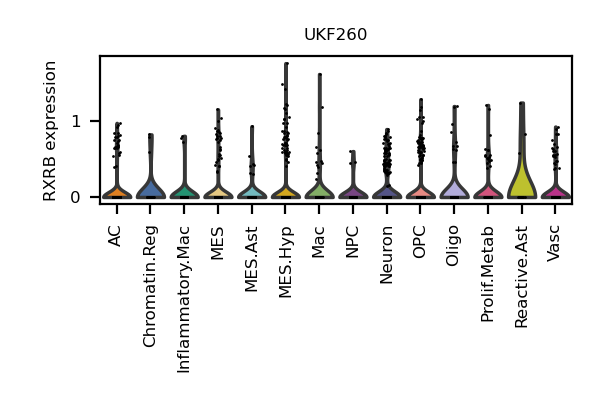 UKF260
RXRB expression
1
0
AC
Chromatin.Reg
Inflammatory.Mac
MES
MES.Ast
MES.Hyp
Mac
NPC
Neuron
OPC
Oligo
Prolif.Metab
Reactive.Ast
Vasc